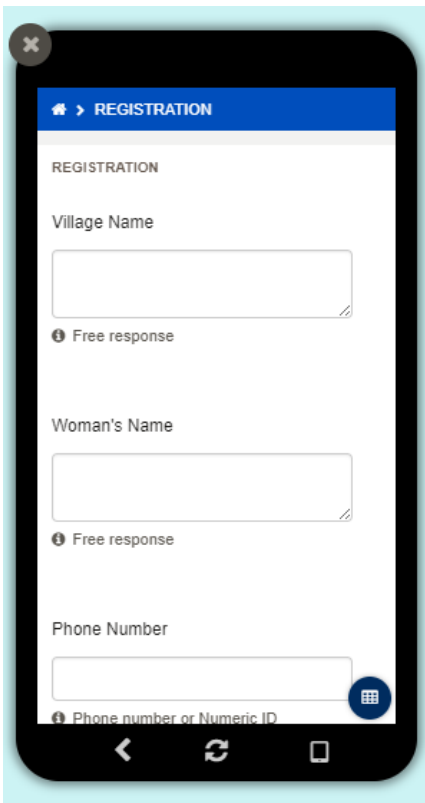 REGISTRATION
REGISTRATION
Village Name
Free response
Woman's Name
Free response
Phone Number
Phone number or Numeric ID